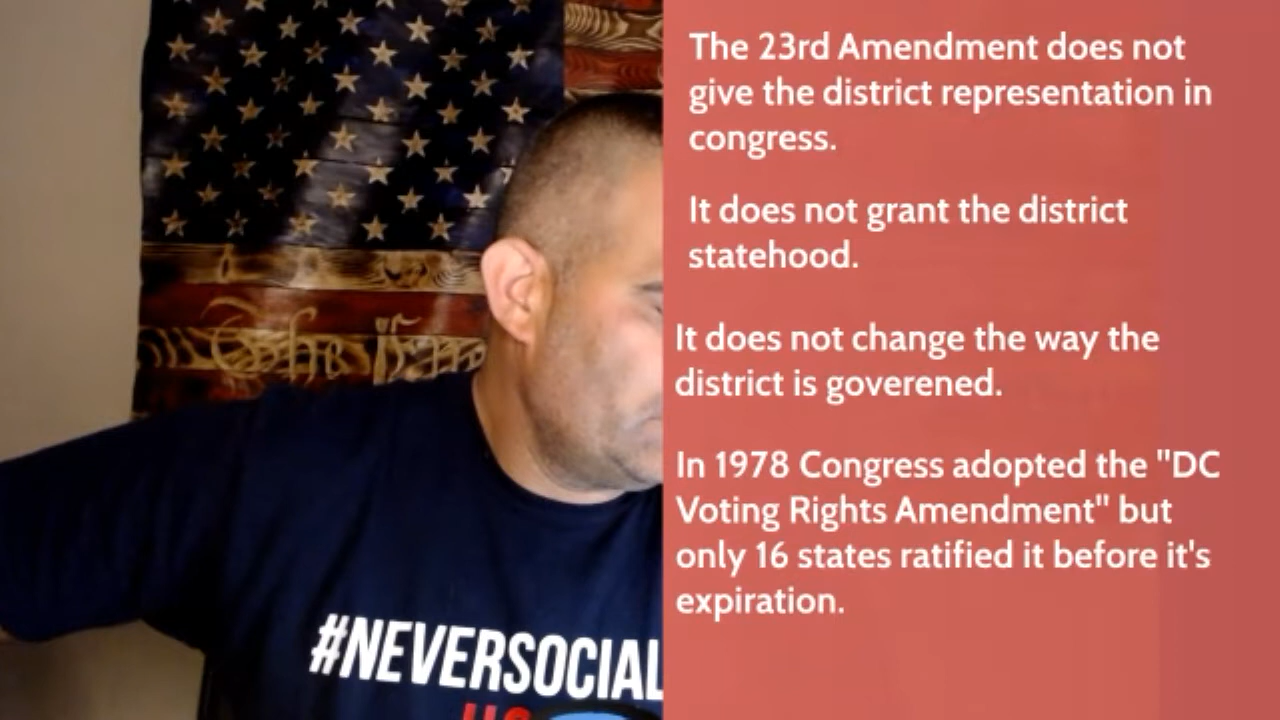 The 23rd Amendment does not
give the district representation in
congress.
It does not grant the district
statehood.
It does not change the way the
district is goverened.
In 1978 Congress adopted the "DC
Voting Rights Amendment" but
only 16 states ratified it before it's
expiration.
#NEVERSOCIAL